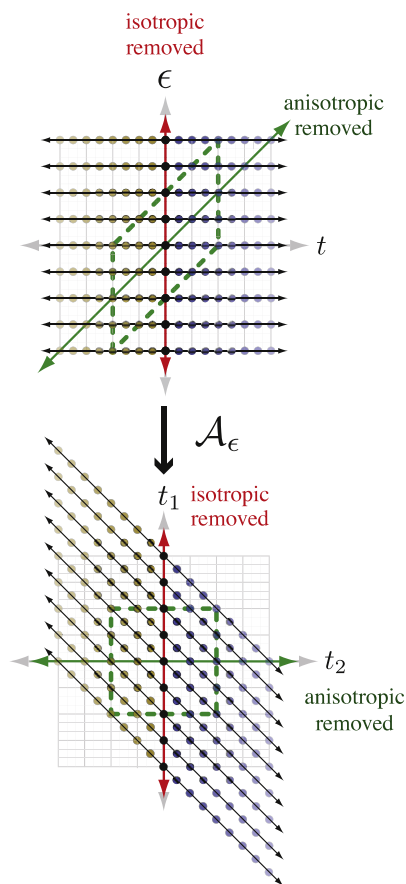 isotropic
removed
ϵ
anisotropic
removed
t
𝒜ϵ
t1
isotropic
removed
t2
anisotropic
removed